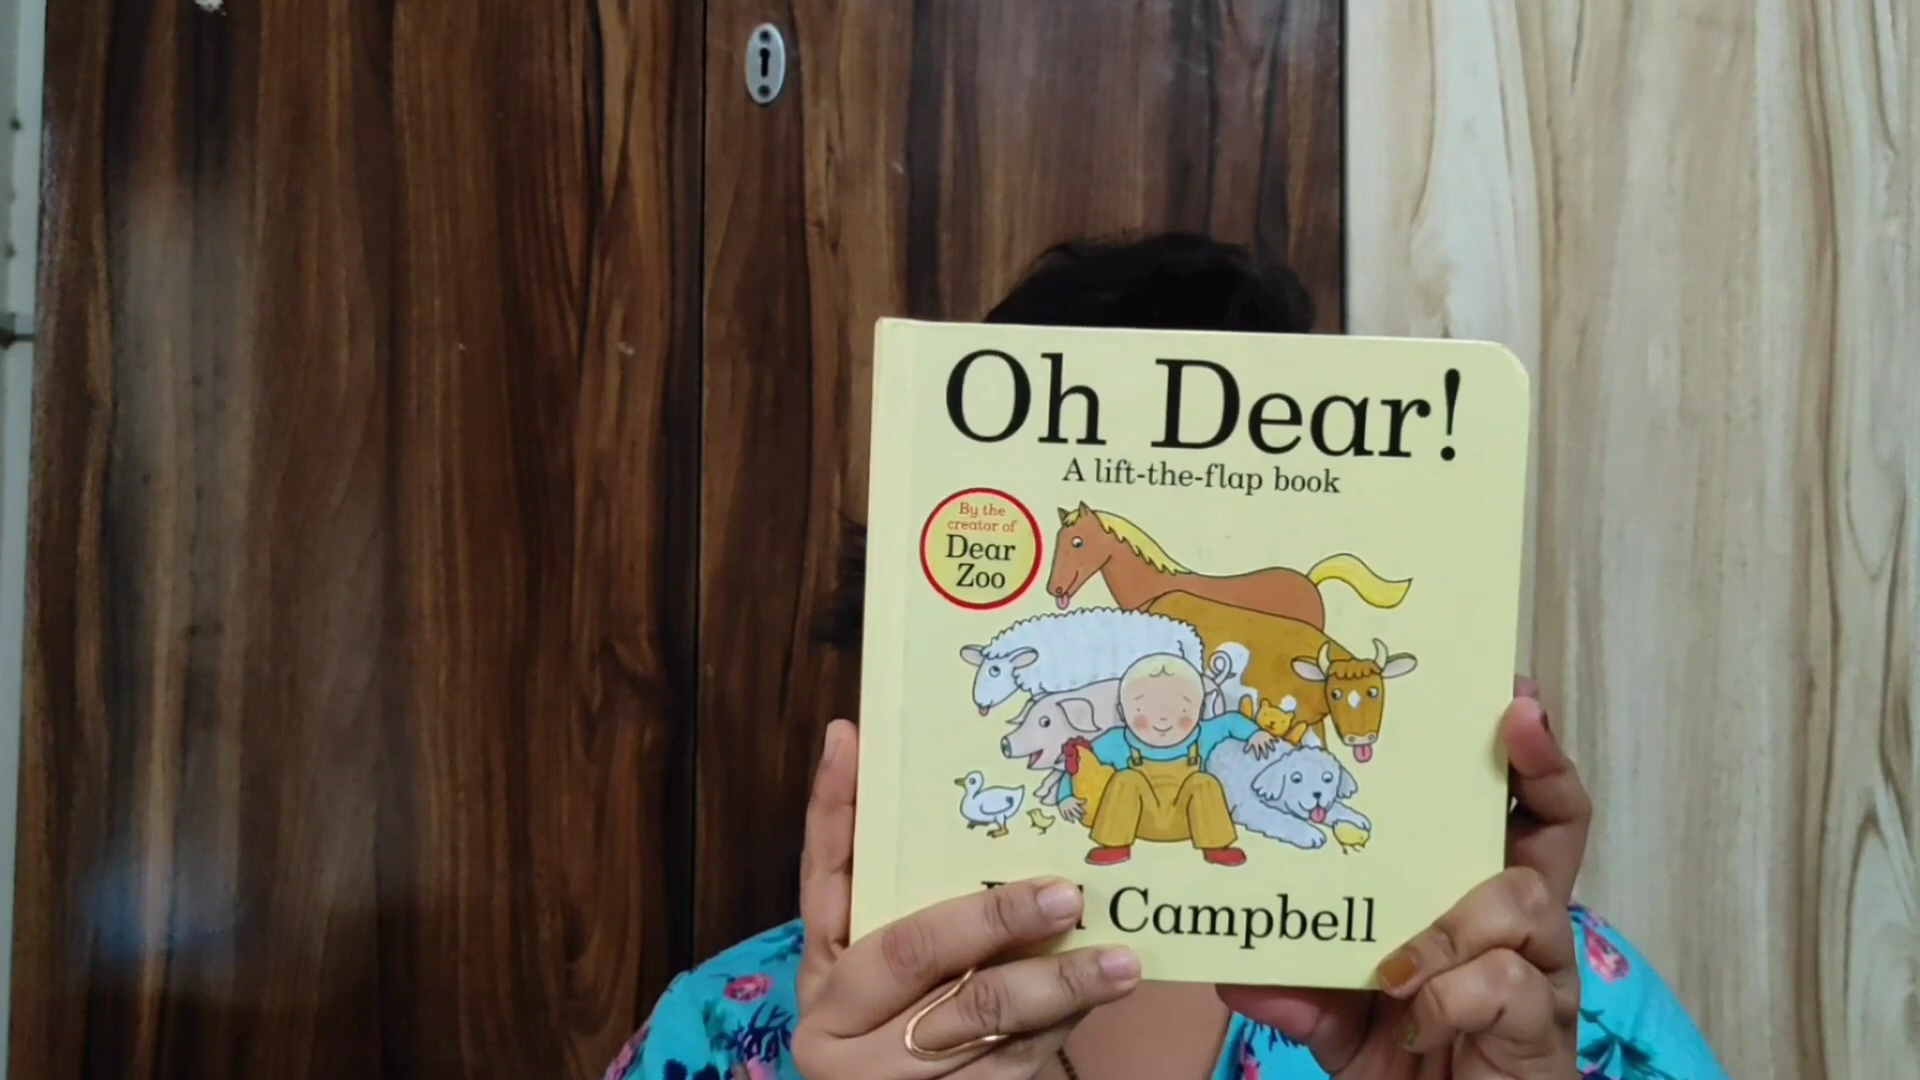 Oh Dear!
A lift-the-flap book
By the
creator of
Dear
Zoo
Campbell